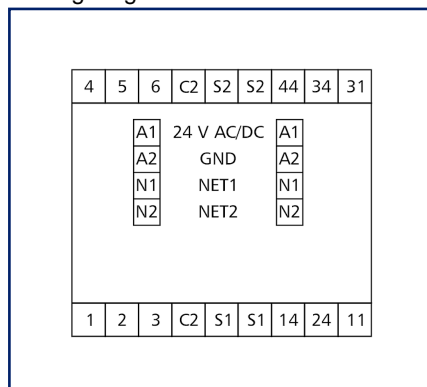 4 5 6 C2 S2 S2 44 34 31
A1 24 V AC/DC A1
A2 GND A2
N1 NET1 N1
N2 NET2 N2
1 2 3 C2 S1 S1 14 24 11